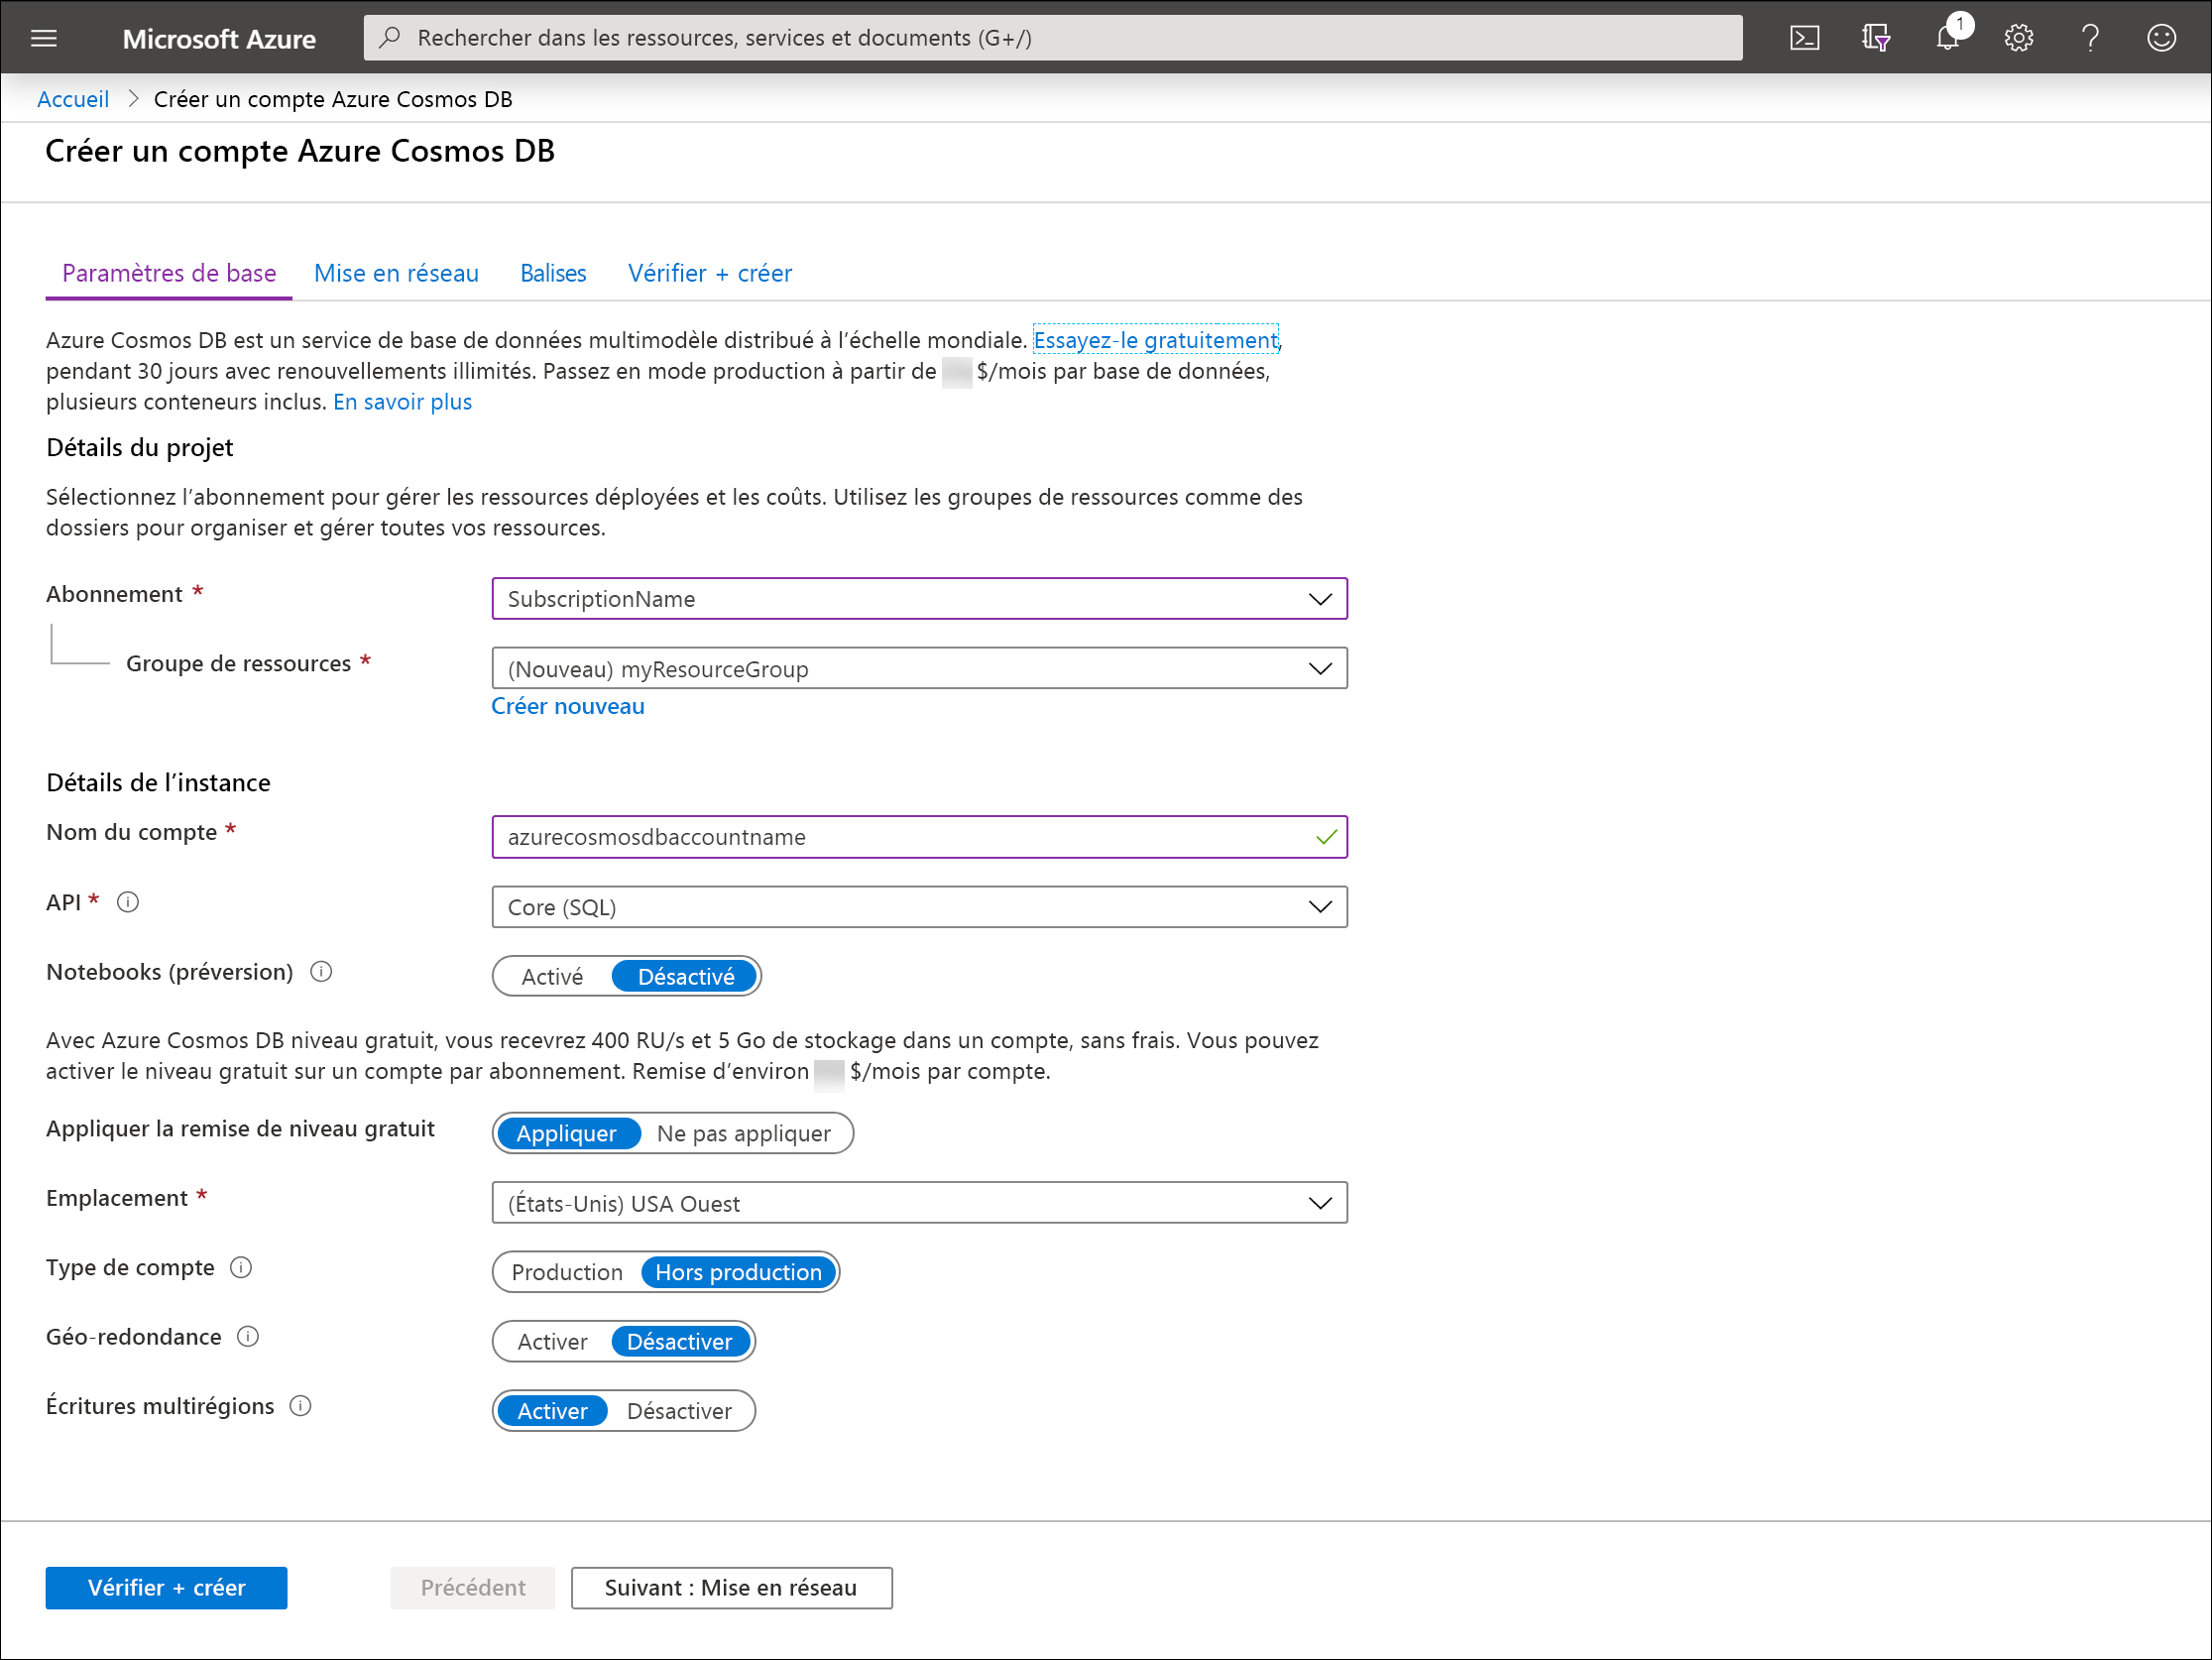 Microsoft Azure
Rechercher dans les ressources, services et documents (G+/)
1
Accueil > Créer un compte Azure Cosmos DB
Créer un compte Azure Cosmos DB
Paramètres de base Mise en réseau Balises Vérifier + créer
Azure Cosmos DB est un service de base de données multimodèle distribué à l’échelle mondiale. Essayez-le gratuitement,
pendant 30 jours avec renouvellements illimités. Passez en mode production à partir de $/mois par base de données,
plusieurs conteneurs inclus. En savoir plus
Détails du projet
Sélectionnez l’abonnement pour gérer les ressources déployées et les coûts. Utilisez les groupes de ressources comme des
dossiers pour organiser et gérer toutes vos ressources.
Abonnement * SubscriptionName
Groupe de ressources * (Nouveau) myResourceGroup
Créer nouveau
Détails de l’instance
Nom du compte * azurecosmosdbaccountname
API * Core (SQL)
Notebooks (préversion) Activé Désactivé
Avec Azure Cosmos DB niveau gratuit, vous recevrez 400 RU/s et 5 Go de stockage dans un compte, sans frais. Vous pouvez
activer le niveau gratuit sur un compte par abonnement. Remise d’environ $/mois par compte.
Appliquer la remise de niveau gratuit Appliquer Ne pas appliquer
Emplacement * (États-Unis) USA Ouest
Type de compte Production Hors production
Géo-redondance Activer Désactiver
Écritures multirégions Activer Désactiver
Vérifier + créer Précédent Suivant : Mise en réseau